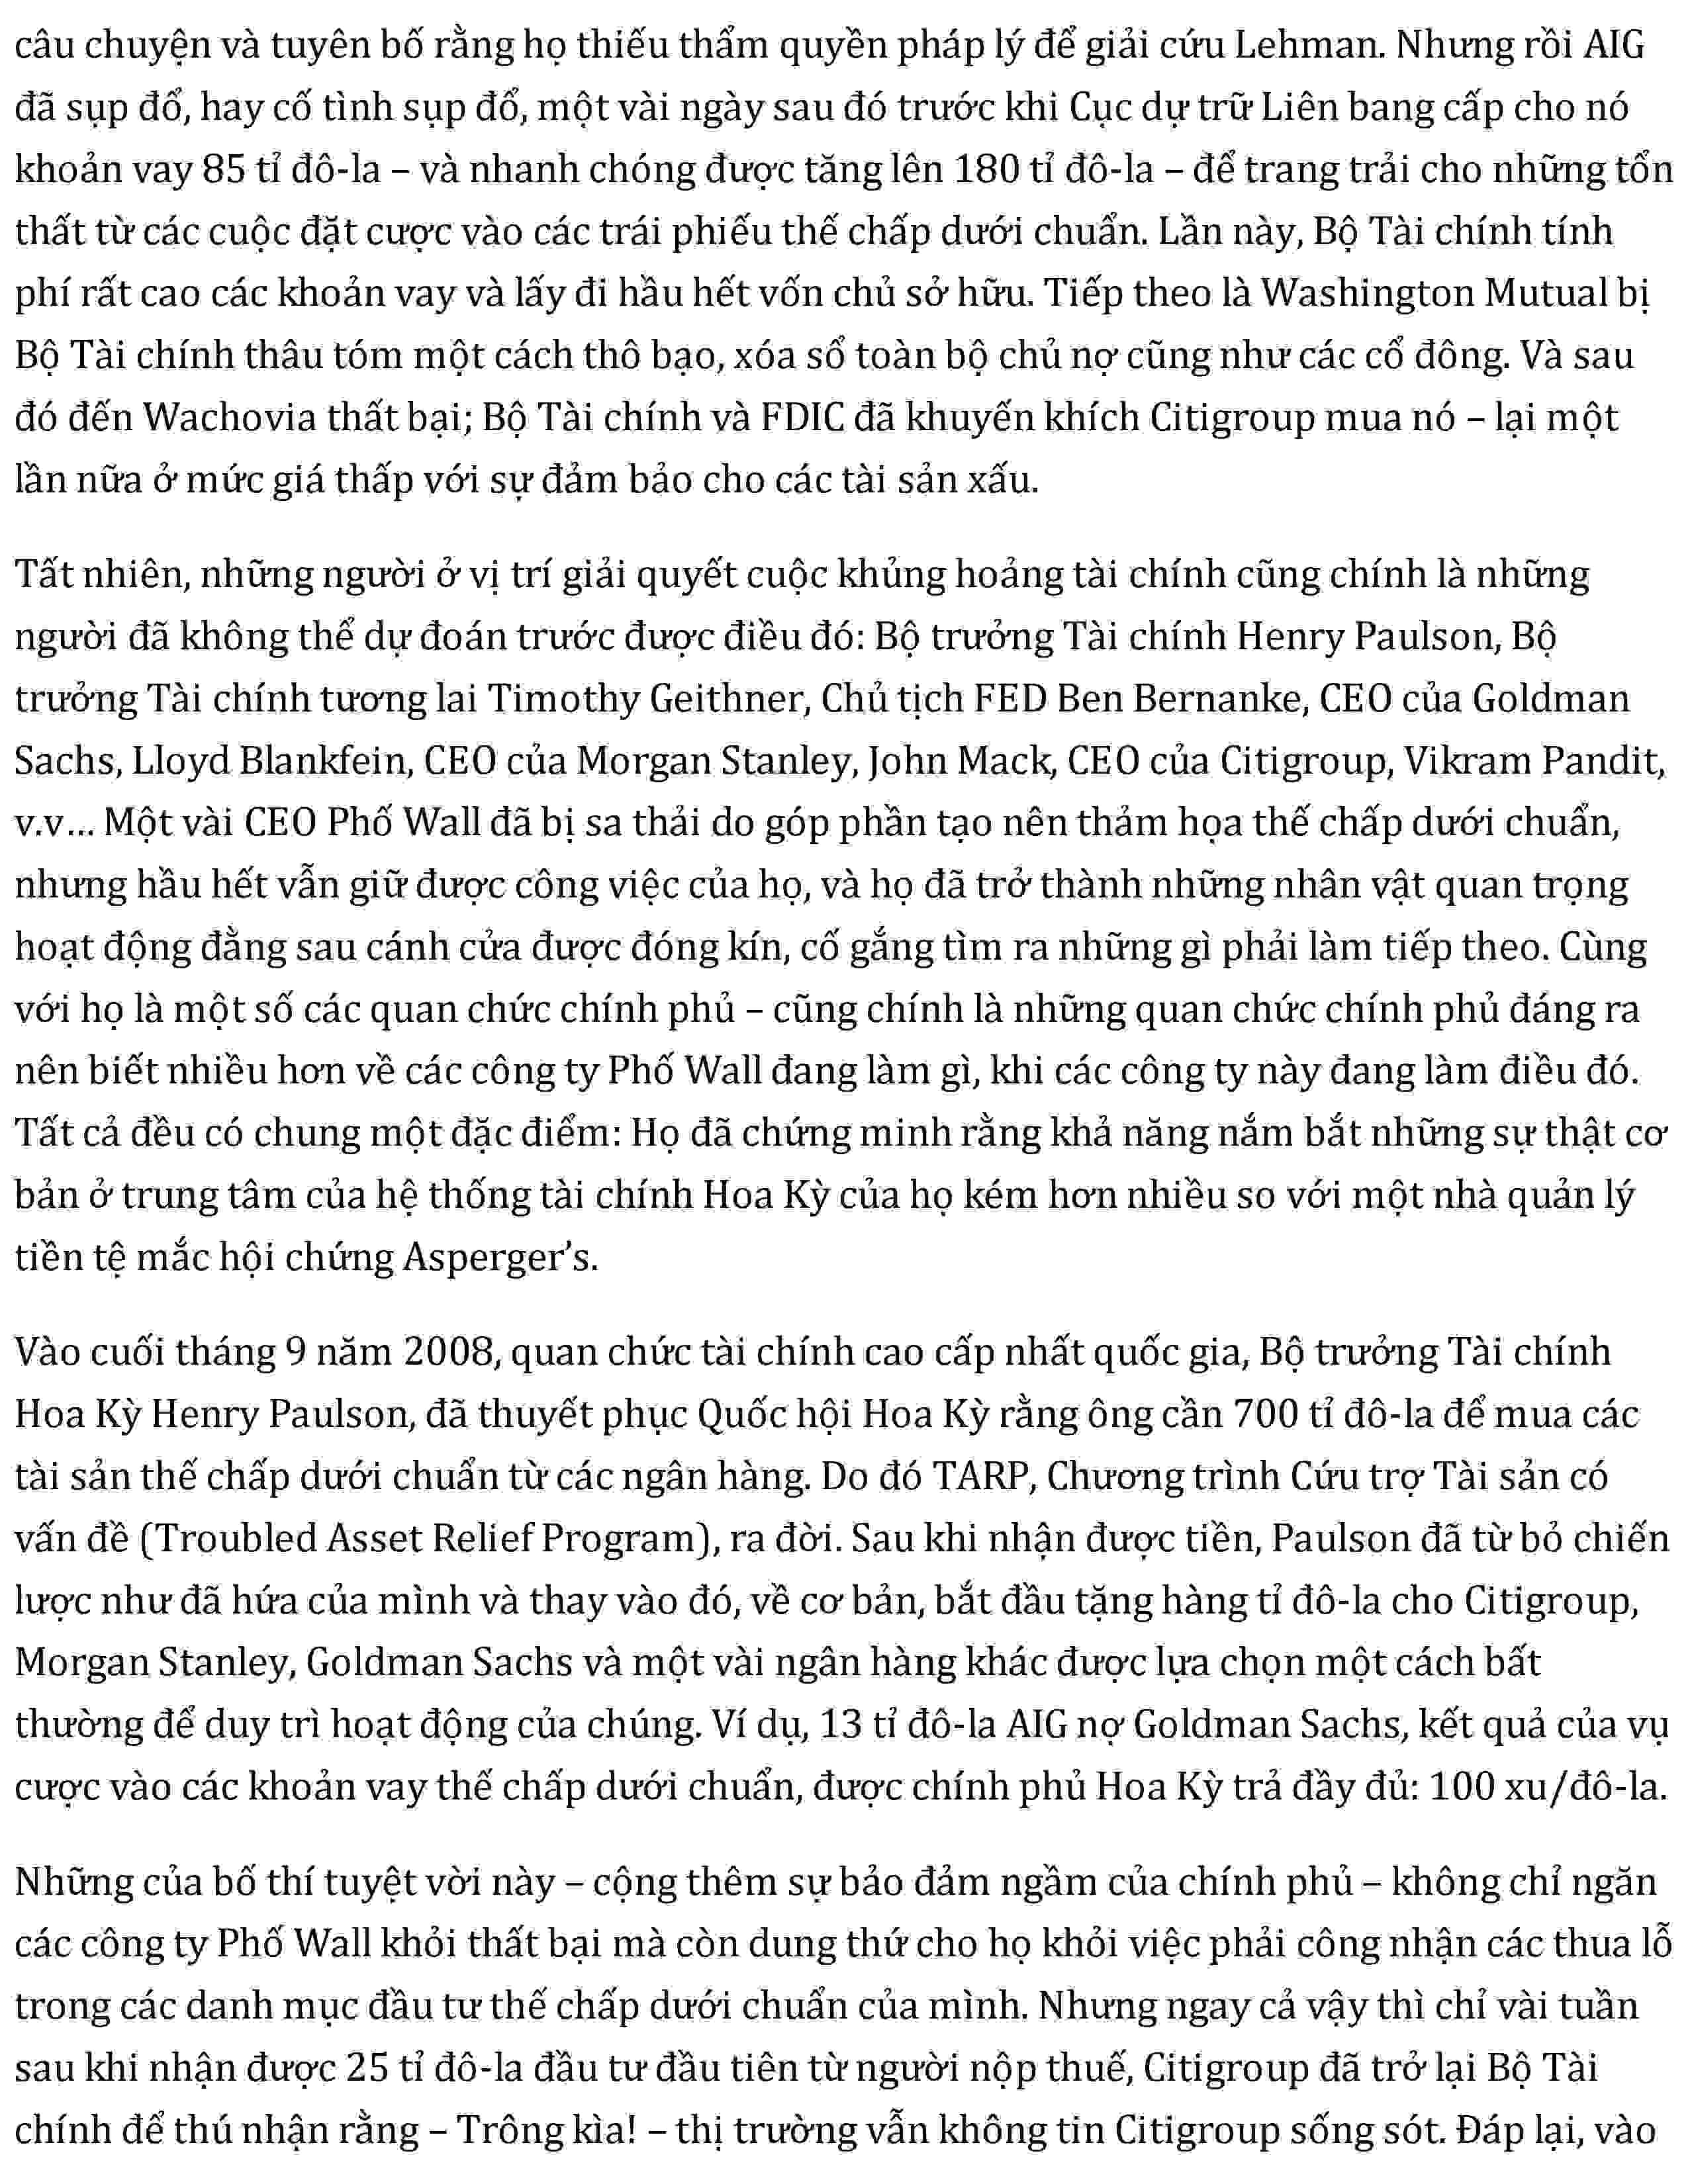 câu chuyện và tuyên bố rằng họ thiếu thẩm quyền pháp lý để giải cứu Lehman. Nhưng rồi AIG
đã sụp đổ, hay cố tình sụp đổ, một vài ngày sau đó trước khi Cục dự trữ Liên bang cấp cho nó
khoản vay 85 tỉ đô-la – và nhanh chóng được tăng lên 180 tỉ đô-la – để trang trải cho những tổn
thất từ các cuộc đặt cược vào các trái phiếu thế chấp dưới chuẩn. Lần này, Bộ Tài chính tính
phí rất cao các khoản vay và lấy đi hầu hết vốn chủ sở hữu. Tiếp theo là Washington Mutual bị
Bộ Tài chính thâu tóm một cách thô bạo, xóa sổ toàn bộ chủ nợ cũng như các cổ đông. Và sau
đó đến Wachovia thất bại; Bộ Tài chính và FDIC đã khuyến khích Citigroup mua nó – lại một
lần nữa ở mức giá thấp với sự đảm bảo cho các tài sản xấu.
Tất nhiên, những người ở vị trí giải quyết cuộc khủng hoảng tài chính cũng chính là những
người đã không thể dự đoán trước được điều đó: Bộ trưởng Tài chính Henry Paulson, Bộ
trưởng Tài chính tương lai Timothy Geithner, Chủ tịch FED Ben Bernanke, CEO của Goldman
Sachs, Lloyd Blankfein, CEO của Morgan Stanley, John Mack, CEO của Citigroup, Vikram Pandit,
v.v... Một vài CEO Phố Wall đã bị sa thải do góp phần tạo nên thảm họa thế chấp dưới chuẩn,
nhưng hầu hết vẫn giữ được công việc của họ, và họ đã trở thành những nhân vật quan trọng
hoạt động đằng sau cánh cửa được đóng kín, cố gắng tìm ra những gì phải làm tiếp theo. Cùng
với họ là một số các quan chức chính phủ – cũng chính là những quan chức chính phủ đáng ra
nên biết nhiều hơn về các công ty Phố Wall đang làm gì, khi các công ty này đang làm điều đó.
Tất cả đều có chung một đặc điểm: Họ đã chứng minh rằng khả năng nắm bắt những sự thật cơ
bản ở trung tâm của hệ thống tài chính Hoa Kỳ của họ kém hơn nhiều so với một nhà quản lý
tiền tệ mắc hội chứng Asperger’s.
Vào cuối tháng 9 năm 2008, quan chức tài chính cao cấp nhất quốc gia, Bộ trưởng Tài chính
Hoa Kỳ Henry Paulson, đã thuyết phục Quốc hội Hoa Kỳ rằng ông cần 700 tỉ đô-la để mua các
tài sản thế chấp dưới chuẩn từ các ngân hàng. Do đó TARP, Chương trình Cứu trợ Tài sản có
vấn đề (Troubled Asset Relief Program), ra đời. Sau khi nhận được tiền, Paulson đã từ bỏ chiến
lược như đã hứa của mình và thay vào đó, về cơ bản, bắt đầu tặng hàng tỉ đô-la cho Citigroup,
Morgan Stanley, Goldman Sachs và một vài ngân hàng khác được lựa chọn một cách bất
thường để duy trì hoạt động của chúng. Ví dụ, 13 tỉ đô-la AIG nợ Goldman Sachs, kết quả của vụ
cược vào các khoản vay thế chấp dưới chuẩn, được chính phủ Hoa Kỳ trả đầy đủ: 100 xu/đô-la.
Những của bố thí tuyệt vời này – cộng thêm sự bảo đảm ngầm của chính phủ – không chỉ ngăn
các công ty Phố Wall khỏi thất bại mà còn dung thứ cho họ khỏi việc phải công nhận các thua lỗ
trong các danh mục đầu tư thế chấp dưới chuẩn của mình. Nhưng ngay cả vậy thì chỉ vài tuần
sau khi nhận được 25 tỉ đô-la đầu tư đầu tiên từ người nộp thuế, Citigroup đã trở lại Bộ Tài
chính để thú nhận rằng – Trông kìa! – thị trường vẫn không tin Citigroup sống sót. Đáp lại, vào